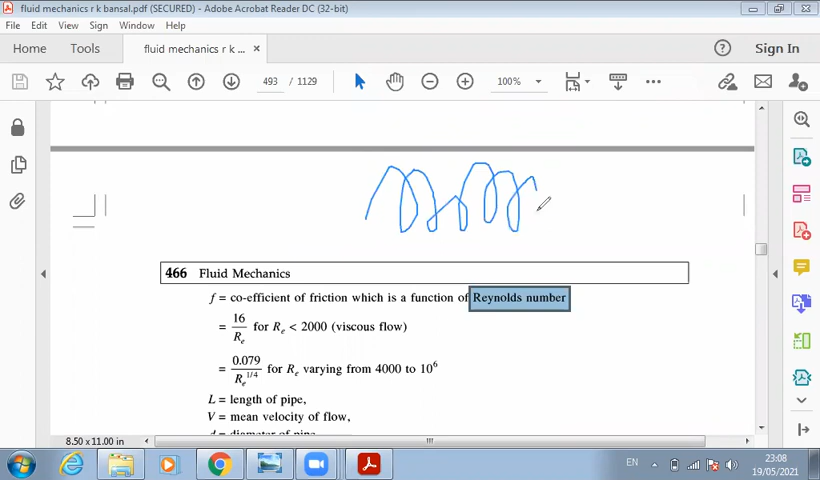 fluid mechanics r k bansal.pdf (SECURED) - Adobe Acrobat Reader DC (32-bit)
File Edit View Sign Window Help
Home Tools fluid mechanics r k ... × Sign In
493 / 1129 100%
466 Fluid Mechanics
f = co-efficient of friction which is a function of Reynolds number
= 16/Re for Re < 2000 (viscous flow)
= 0.079/Re^1/4 for Re varying from 4000 to 10^6
L = length of pipe,
V = mean velocity of flow,
d = diameter of pipe
8.50 x 11.00 in
EN 23:08
19/05/2021